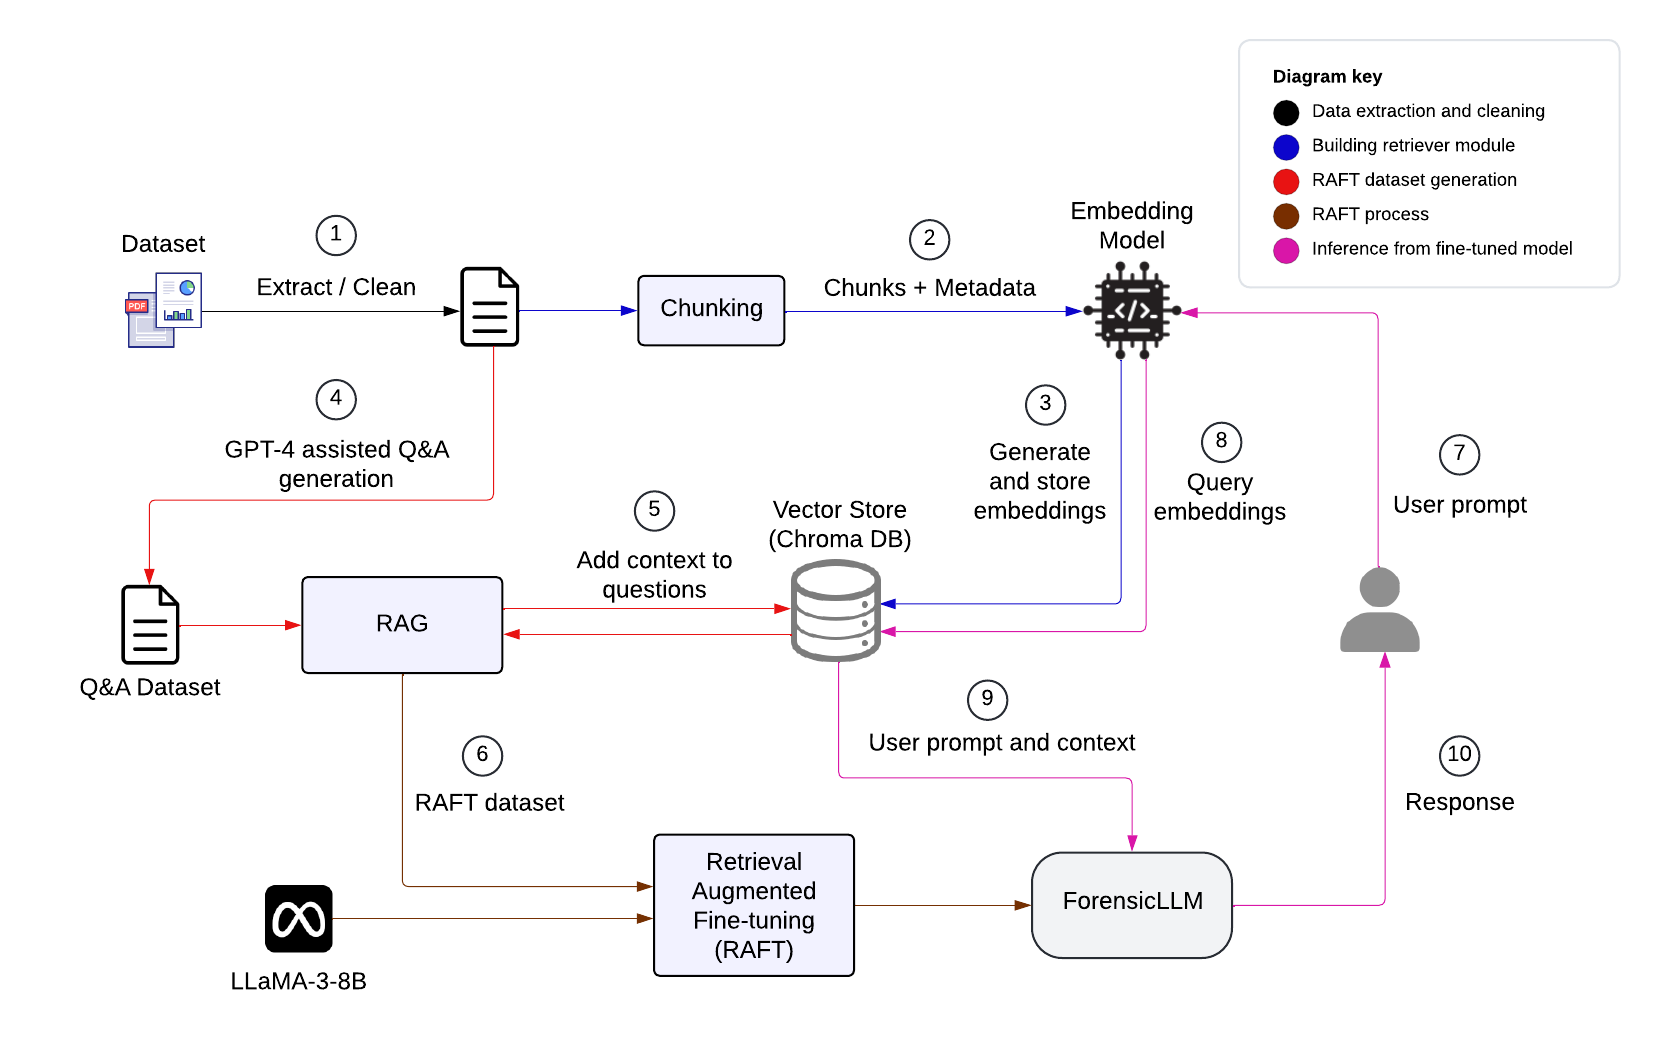 Diagram key
Data extraction and cleaning
Building retriever module
RAFT dataset generation
RAFT process
Inference from fine-tuned model
Dataset
PDF
1
Extract / Clean
Chunking
2
Chunks + Metadata
Embedding
Model
</>
4
GPT-4 assisted Q&A
generation
3
Generate
and store
embeddings
8
Query
embeddings
7
User prompt
5
Add context to
questions
Vector Store
(Chroma DB)
Q&A Dataset
RAG
9
User prompt and context
6
RAFT dataset
10
Response
Retrieval
Augmented
Fine-tuning
(RAFT)
ForensicLLM
LLaMA-3-8B